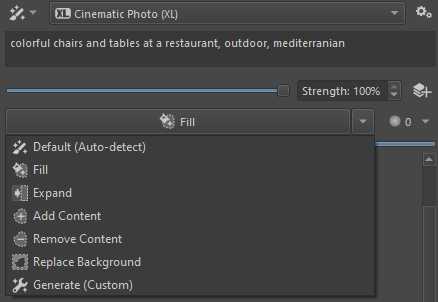 XL Cinematic Photo (XL)
colorful chairs and tables at a restaurant, outdoor, mediterranian
Strength: 100%
Fill
0
Default (Auto-detect)
Fill
Expand
Add Content
Remove Content
Replace Background
Generate (Custom)